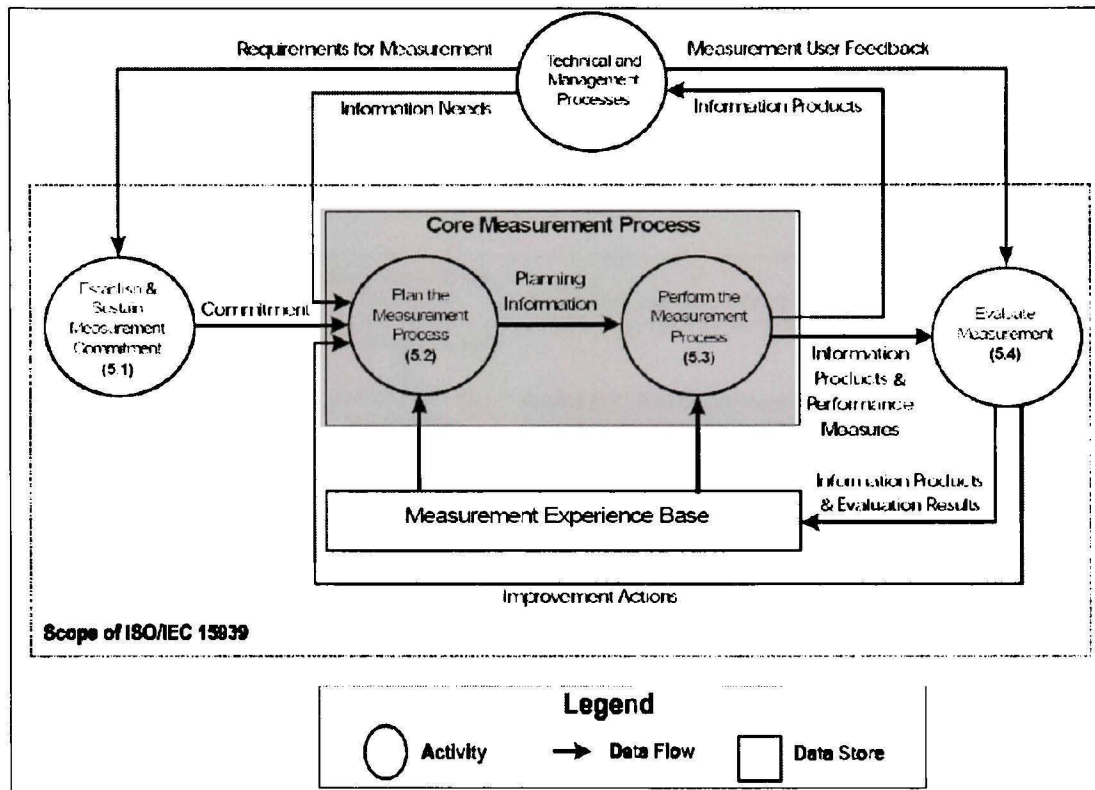 Requirements for Measurement
Technical and
Management
Processes
Measurement User Feedback
Information Needs
Information Products
Core Measurement Process
Establish &
Sustain
Measurement
Commitment
(5.1)
Commitment
Plan the
Measurement
Process
(5.2)
Planning
Information
Perform the
Measurement
Process
(5.3)
Evaluate
Measurement
(5.4)
Information
Products &
Performance
Measures
Information Products
& Evaluation Results
Measurement Experience Base
Improvement Actions
Scope of ISO/IEC 15939
Legend
Activity
Data Flow
Data Store